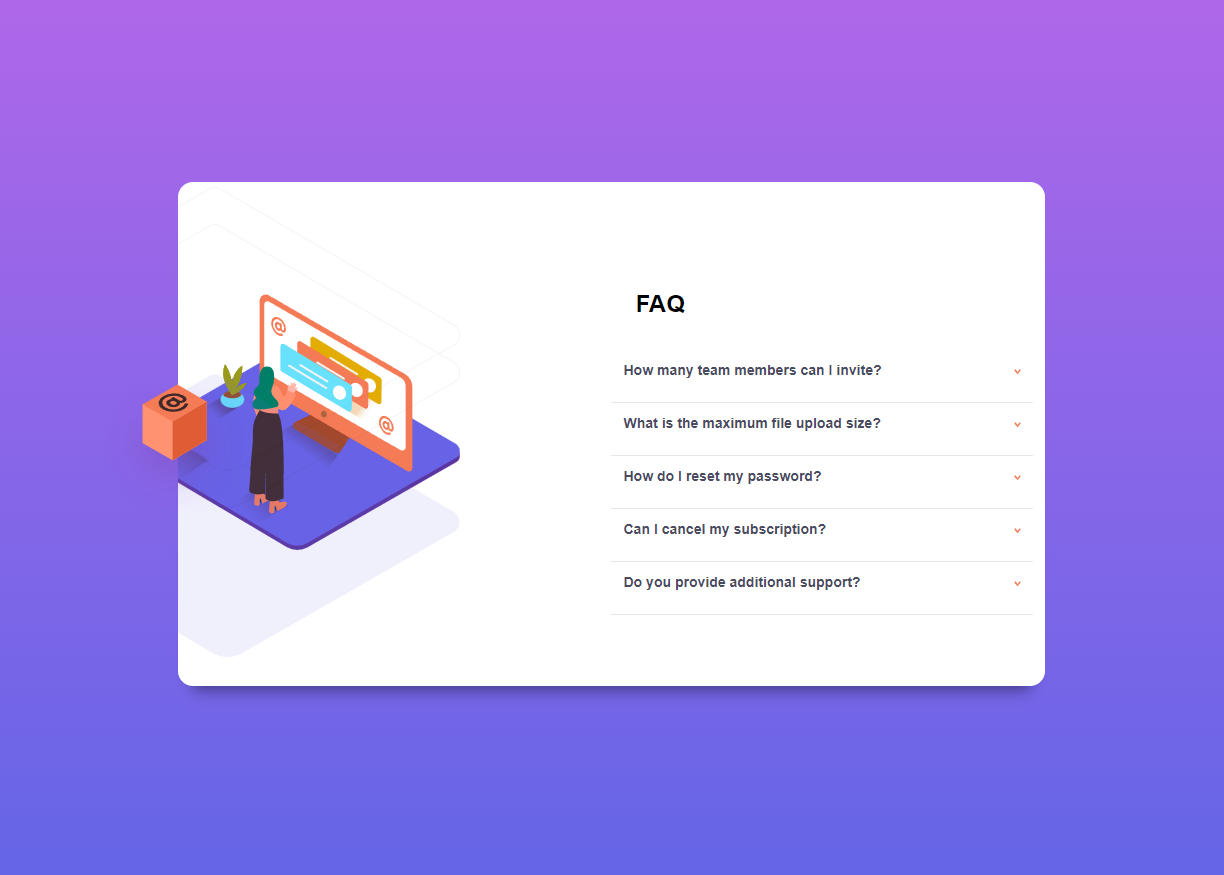 @
@
@
FAQ
How many team members can I invite?
What is the maximum file upload size?
How do I reset my password?
Can I cancel my subscription?
Do you provide additional support?